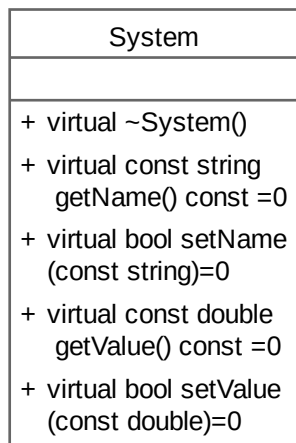 System
+ virtual ~System()
+ virtual const string
getName() const =0
+ virtual bool setName
(const string)=0
+ virtual const double
getValue() const =0
+ virtual bool setValue
(const double)=0